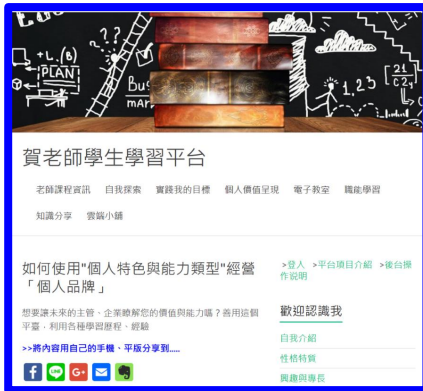 +L.(B)
PLAN
??
Bus
mar
1,23
賀老師學生學習平台
老師課程資訊 自我探索 實踐我的目標 個人價值呈現 電子教室 職能學習
知識分享 雲端小舖
如何使用"個人特色與能力類型"經營
「個人品牌」
想要讓未來的主管、企業瞭解您的價值與能力嗎？善用這個
平臺，利用各種學習歷程、經驗
>>將內容用自己的手機、平版分享到.....
f LINE G+
>登入 >平台項目介紹 >後台操
作說明
歡迎認識我
自我介紹
性格特質
興趣與專長